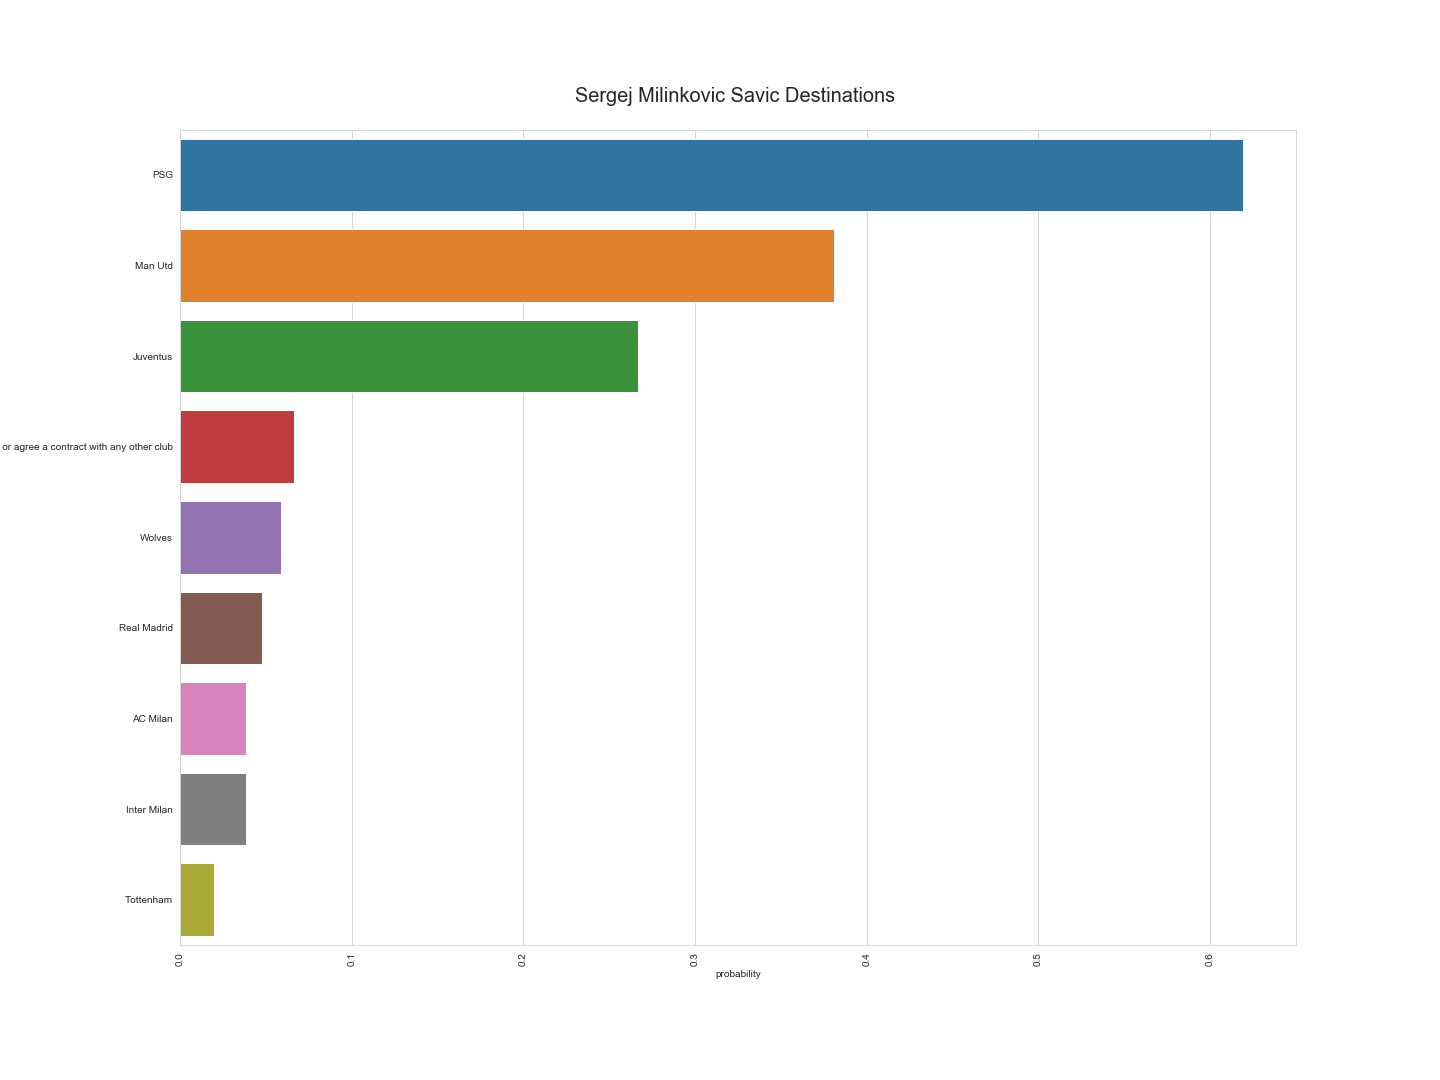 Sergej Milinkovic Savic Destinations
PSG
Man Utd
Juventus
or agree a contract with any other club
Wolves
Real Madrid
AC Milan
Inter Milan
Tottenham
0.0
0.1
0.2
0.3
0.4
0.5
0.6
probability